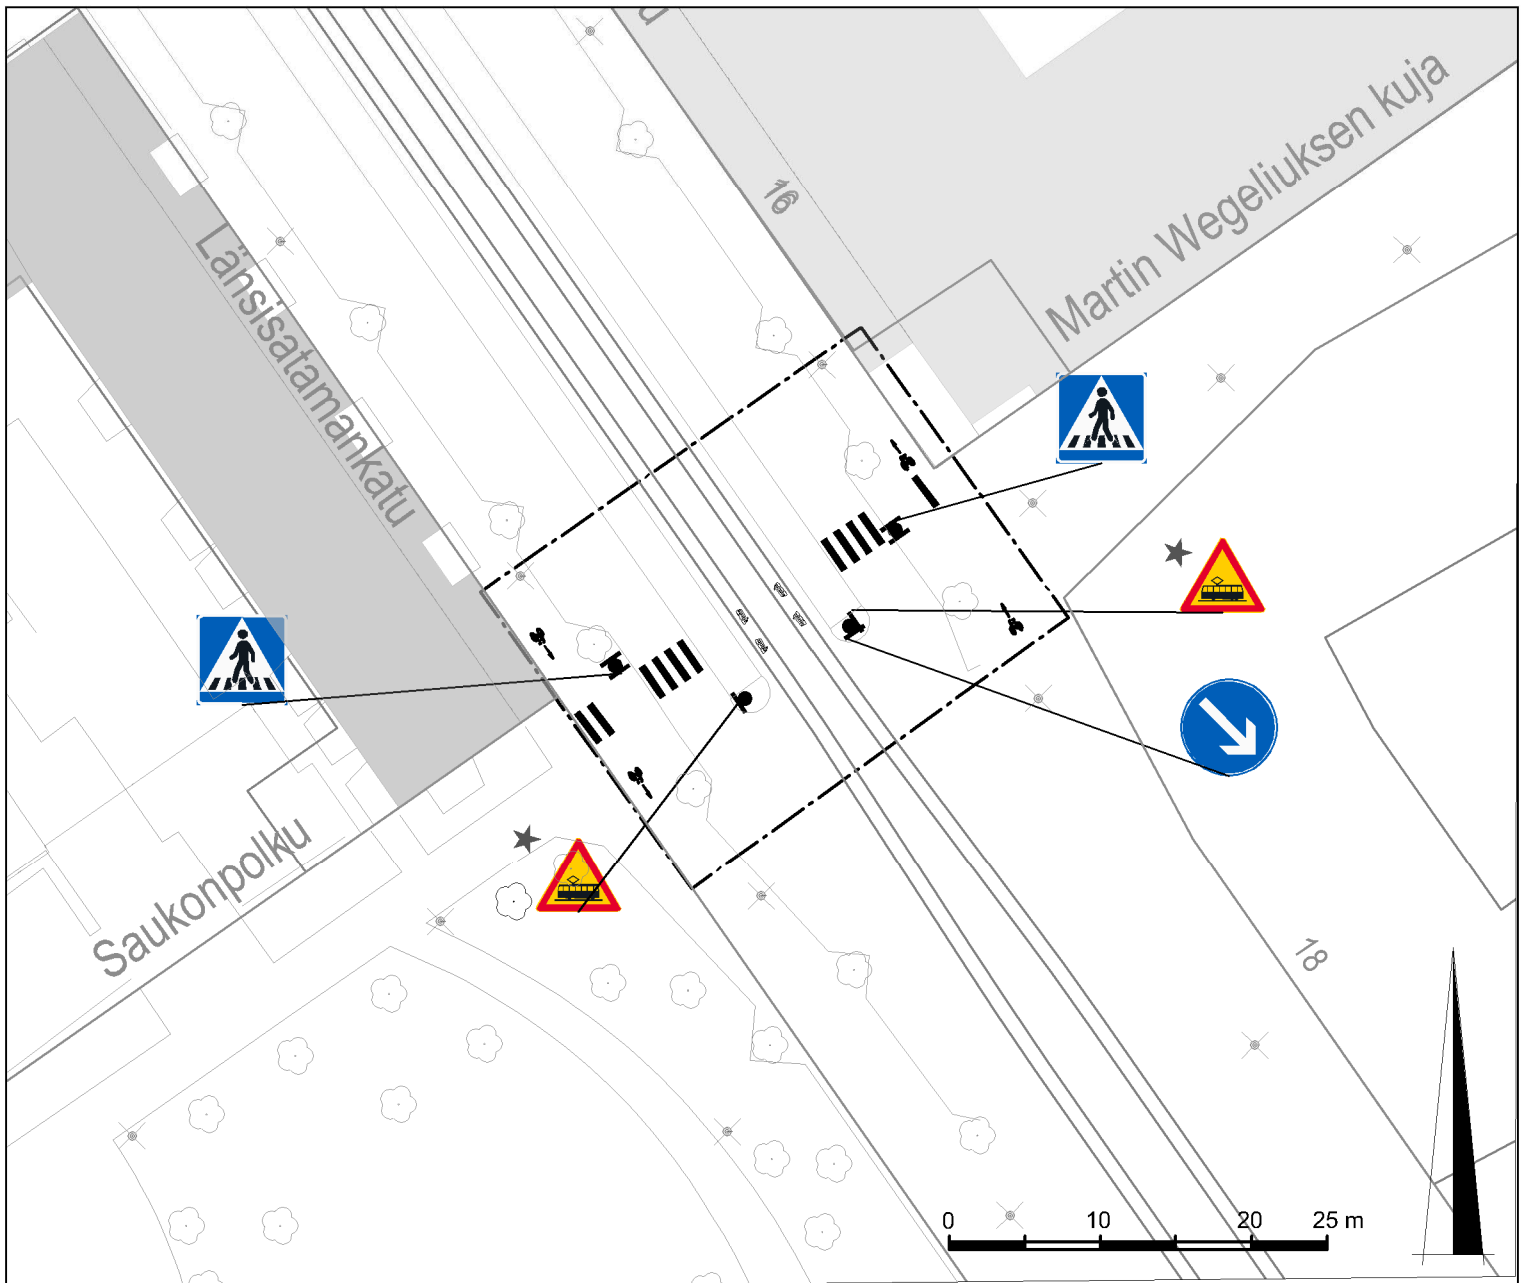 16
Martin Wegeliuksen kuja
Länsisatamankatu
Saukonpolku
18
0 10 20 25 m